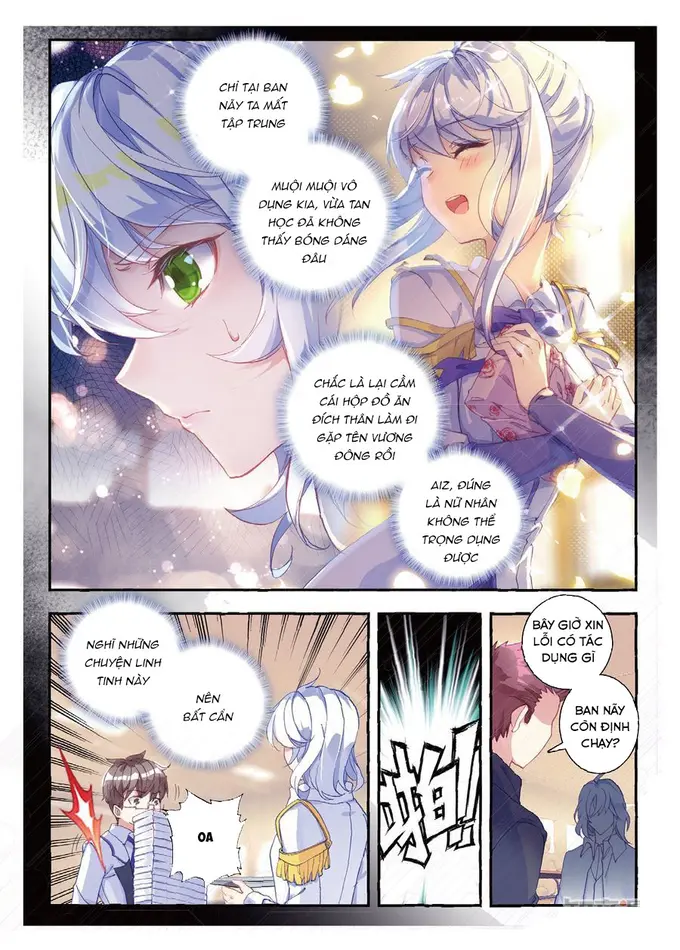 CHỈ TẠI BAN
NÃY TA MẤT
TẬP TRUNG
MUỘI MUỘI VÔ
DỤNG KIA, VỪA TAN
HỌC ĐÃ KHÔNG
THẤY BÓNG DÁNG
ĐÂU
CHẮC LÀ LẠI CẦM
CÁI HỘP ĐỒ ĂN
ĐÍCH THÂN LÀM ĐI
GẶP TÊN VƯƠNG
ĐÔNG RỒI
AIZ, ĐÚNG
LÀ NỮ NHÂN
KHÔNG THỂ
TRỌNG DỤNG
ĐƯỢC
NGHĨ NHỮNG
CHUYỆN LINH
TINH NÀY
NÊN
BẤT CẨN
OA
BÂY GIỜ XIN
LỖI CÓ TÁC
DỤNG GÌ
BAN NÃY
CÔN ĐỊNH
CHẠY?